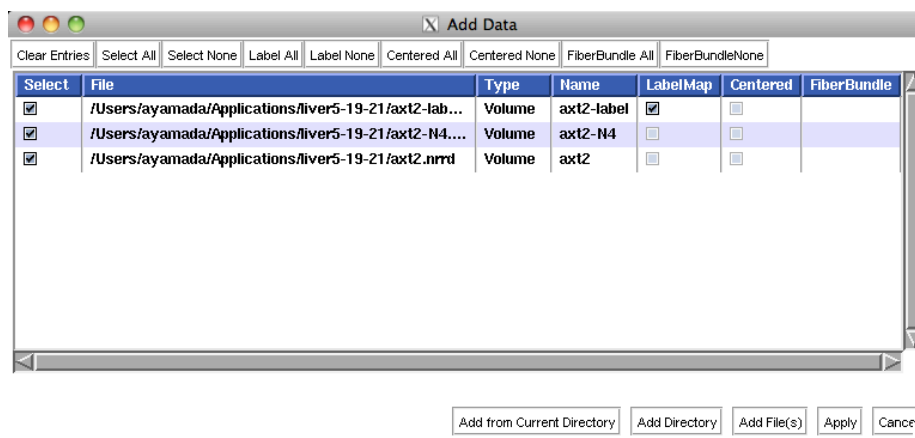 X Add Data
Clear Entries Select All Select None Label All Label None Centered All Centered None FiberBundle All FiberBundleNone
Select File Type Name LabelMap Centered FiberBundle
/Users/ayamada/Applications/liver5-19-21/axt2-lab... Volume axt2-label
/Users/ayamada/Applications/liver5-19-21/axt2-N4.... Volume axt2-N4
/Users/ayamada/Applications/liver5-19-21/axt2.nrrd Volume axt2
Add from Current Directory Add Directory Add File(s) Apply Cance